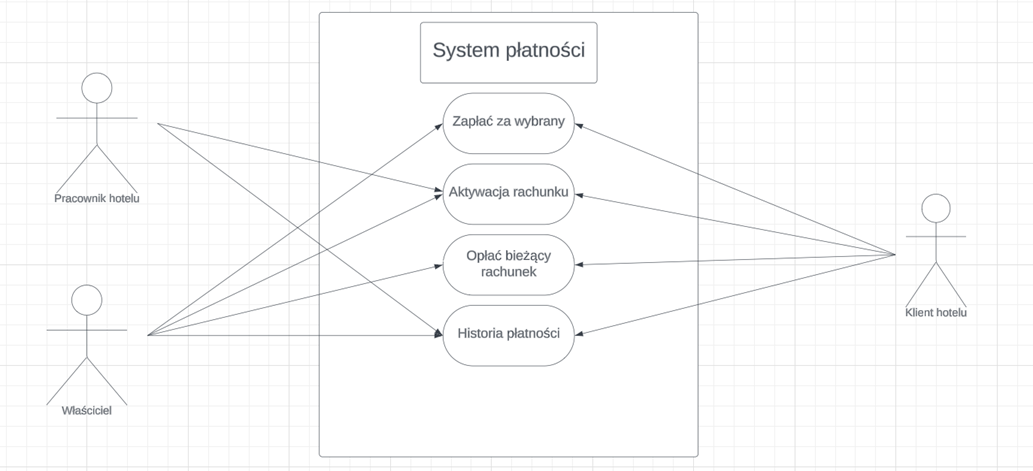 System płatności
Zapłać za wybrany
Pracownik hotelu
Aktywacja rachunku
Opłać bieżący
rachunek
Klient hotelu
Historia płatności
Właściciel